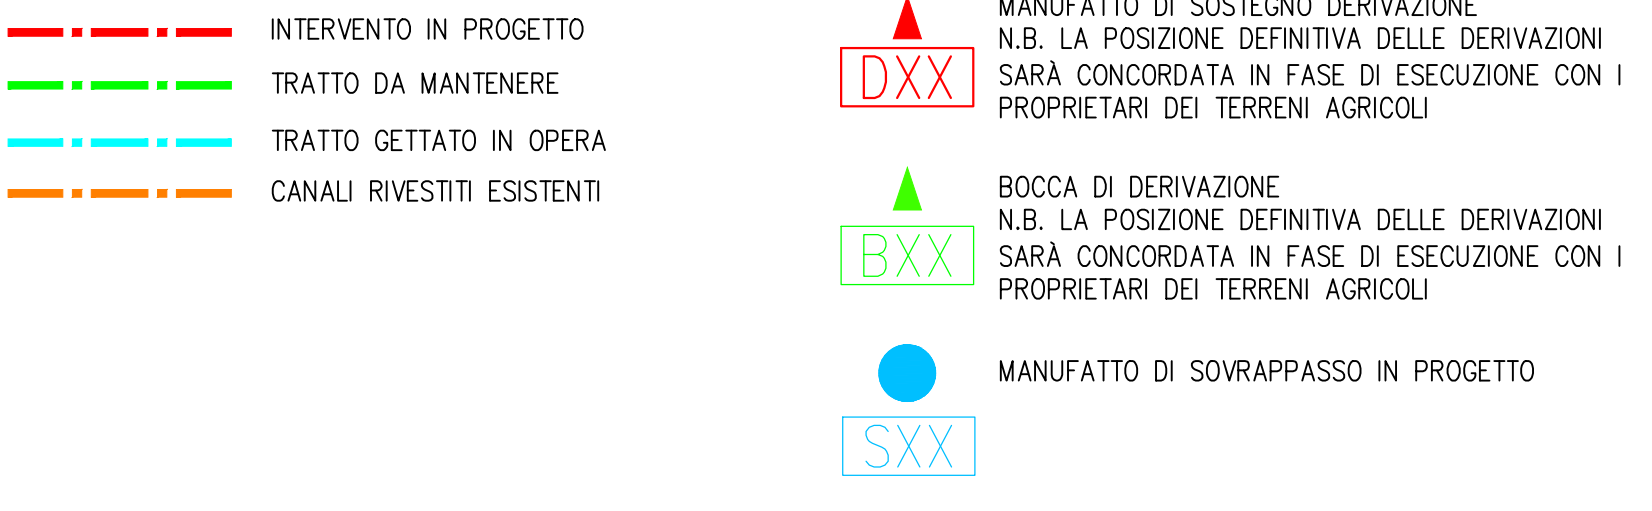 INTERVENTO IN PROGETTO
TRATTO DA MANTENERE
TRATTO GETTATO IN OPERA
CANALI RIVESTITI ESISTENTI
MANUFATTO DI SOSTEGNO DERIVAZIONE
N.B. LA POSIZIONE DEFINITIVA DELLE DERIVAZIONI
SARÀ CONCORDATA IN FASE DI ESECUZIONE CON I
PROPRIETARI DEI TERRENI AGRICOLI
DXX
BOCCA DI DERIVAZIONE
N.B. LA POSIZIONE DEFINITIVA DELLE DERIVAZIONI
SARÀ CONCORDATA IN FASE DI ESECUZIONE CON I
PROPRIETARI DEI TERRENI AGRICOLI
BXX
MANUFATTO DI SOVRAPPASSO IN PROGETTO
SXX